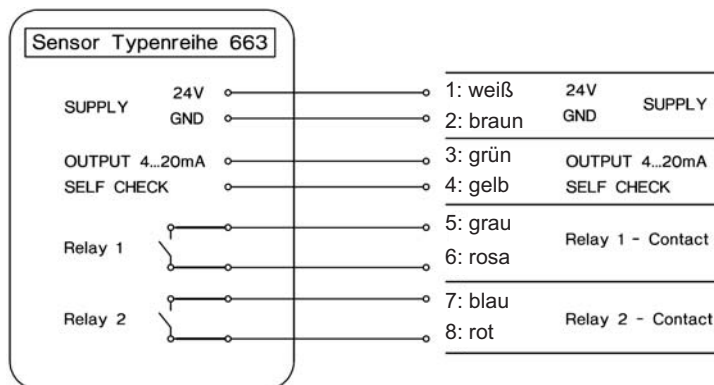 Sensor Typenreihe 663
SUPPLY
24V
GND
OUTPUT 4...20mA
SELF CHECK
Relay 1
Relay 2
1: weiß 24V SUPPLY
2: braun GND
3: grün OUTPUT 4...20mA
4: gelb SELF CHECK
5: grau Relay 1 - Contact
6: rosa
7: blau Relay 2 - Contact
8: rot